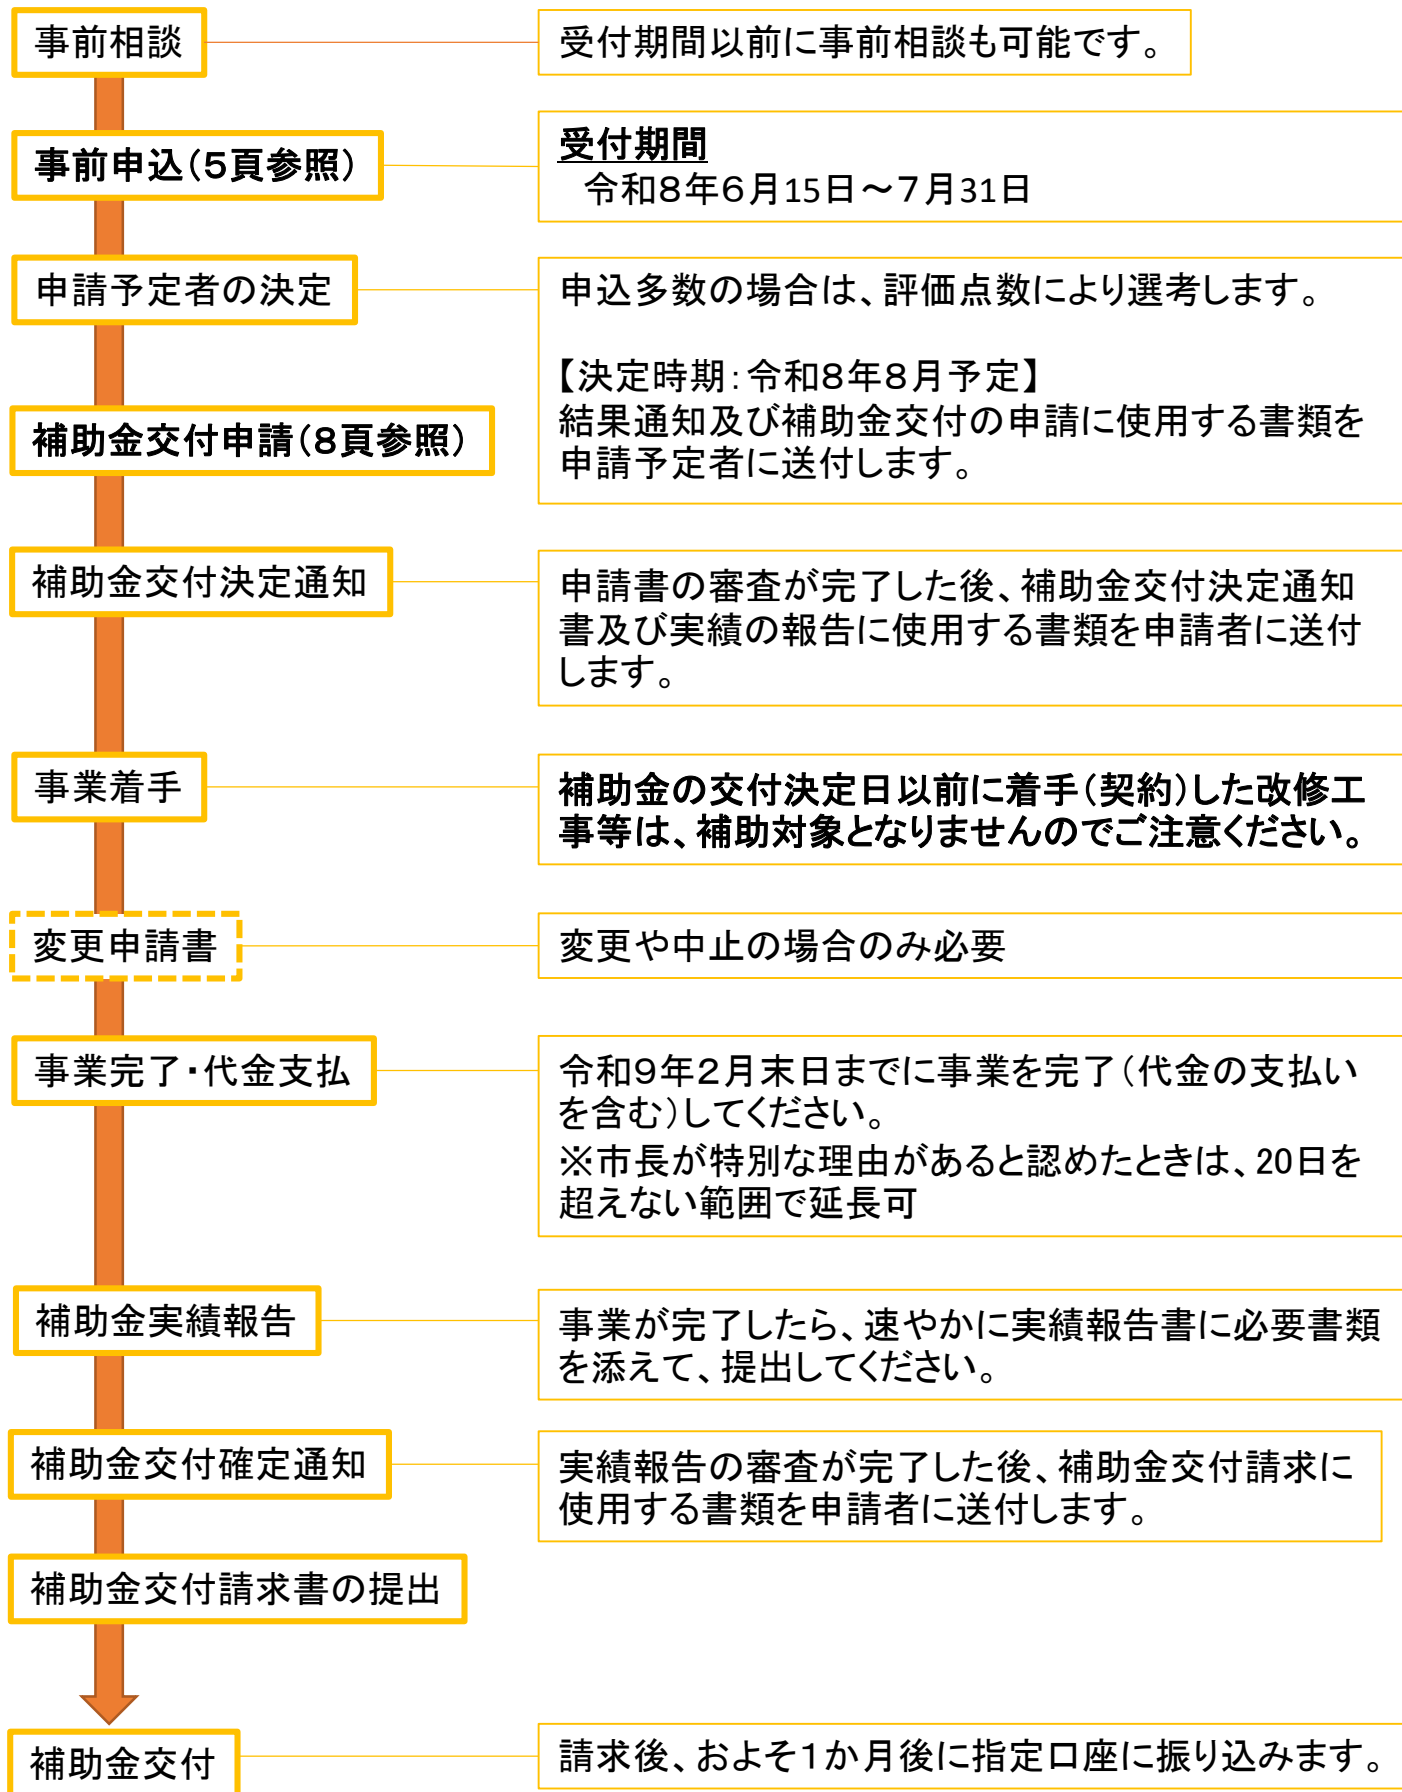 事前相談
受付期間以前に事前相談も可能です。
事前申込（5頁参照）
受付期間
令和8年6月15日～7月31日
申請予定者の決定
申込多数の場合は、評価点数により選考します。
【決定時期：令和8年8月予定】
結果通知及び補助金交付の申請に使用する書類を
申請予定者に送付します。
補助金交付申請（8頁参照）
補助金交付決定通知
申請書の審査が完了した後、補助金交付決定通知
書及び実績の報告に使用する書類を申請者に送付
します。
事業着手
補助金の交付決定日以前に着手（契約）した改修工
事等は、補助対象となりませんのでご注意ください。
変更申請書
変更や中止の場合のみ必要
事業完了・代金支払
令和9年2月末日までに事業を完了（代金の支払い
を含む）してください。
※市長が特別な理由があると認めたときは、20日を
超えない範囲で延長可
補助金実績報告
事業が完了したら、速やかに実績報告書に必要書類
を添えて、提出してください。
補助金交付確定通知
実績報告の審査が完了した後、補助金交付請求に
使用する書類を申請者に送付します。
補助金交付請求書の提出
補助金交付
請求後、およそ1か月後に指定口座に振り込みます。